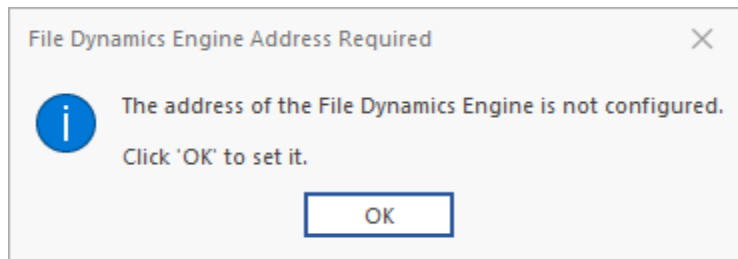 File Dynamics Engine Address Required
The address of the File Dynamics Engine is not configured.
Click 'OK' to set it.
OK